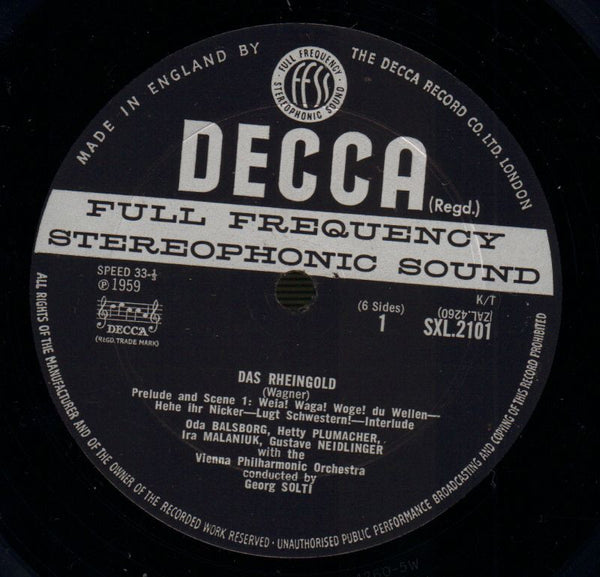 MADE IN ENGLAND BY
THE DECCA RECORD CO. LTD. LONDON
· FULL FREQUENCY · STEREOPHONIC SOUND
FFSS
DECCA (Regd.)
FULL FREQUENCY
STEREOPHONIC SOUND
SPEED 33-⅓
℗ 1959
DECCA
(REGD. TRADE MARK)
(6 Sides)
1
K/T
(ZAL.4260)
SXL.2101
DAS RHEINGOLD
(Wagner)
Prelude and Scene 1: Weia! Waga! Woge! du Wellen—
Hehe ihr Nicker—Lugt Schwestern!—Interlude
Oda BALSBORG, Hetty PLUMACHER,
Ira MALANIUK, Gustave NEIDLINGER
with the
Vienna Philharmonic Orchestra
conducted by
Georg SOLTI
ALL RIGHTS OF THE MANUFACTURER AND OF THE OWNER OF THE RECORDED WORK RESERVED · UNAUTHORISED PUBLIC PERFORMANCE BROADCASTING AND COPYING OF THIS RECORD PROHIBITED